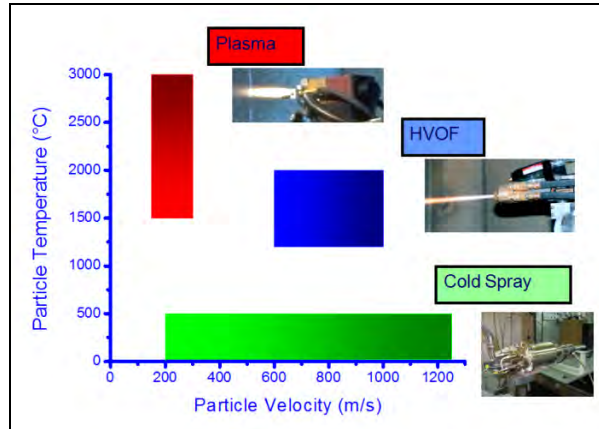 Plasma
HVOF
Cold Spray
Particle Temperature (°C)
3000
2500
2000
1500
1000
500
0
0 200 400 600 800 1000 1200
Particle Velocity (m/s)